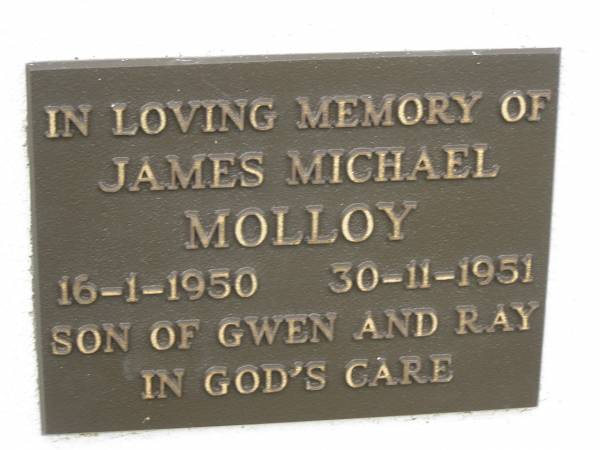 IN LOVING MEMORY OF
JAMES MICHAEL
MOLLOY
16-1-1950 30-11-1951
SON OF GWEN AND RAY
IN GOD'S CARE